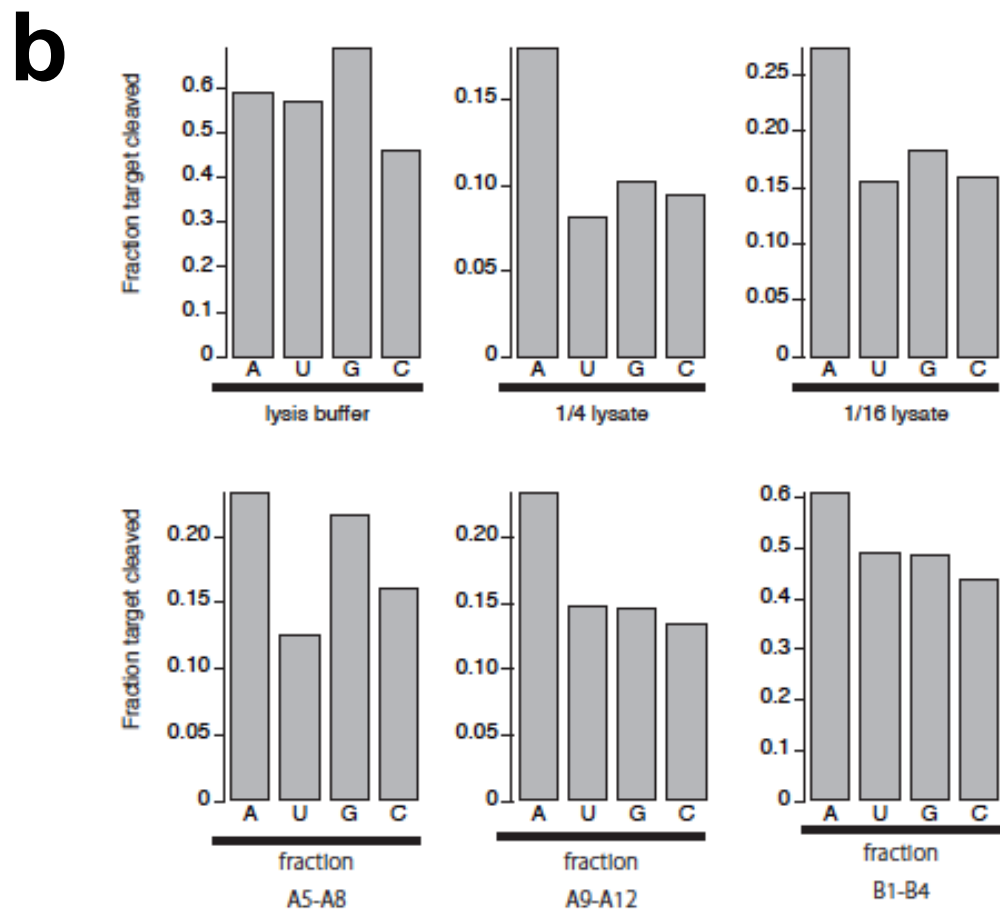 b
Fraction target cleaved
0.6
0.5
0.4
0.3
0.2
0.1
0
A U G C
lysis buffer
0.15
0.10
0.05
0
A U G C
1/4 lysate
0.25
0.20
0.15
0.10
0.05
0
A U G C
1/16 lysate
Fraction target cleaved
0.20
0.15
0.10
0.05
0
A U G C
fraction
A5-A8
0.20
0.15
0.10
0.05
0
A U G C
fraction
A9-A12
0.6
0.5
0.4
0.3
0.2
0.1
0
A U G C
fraction
B1-B4